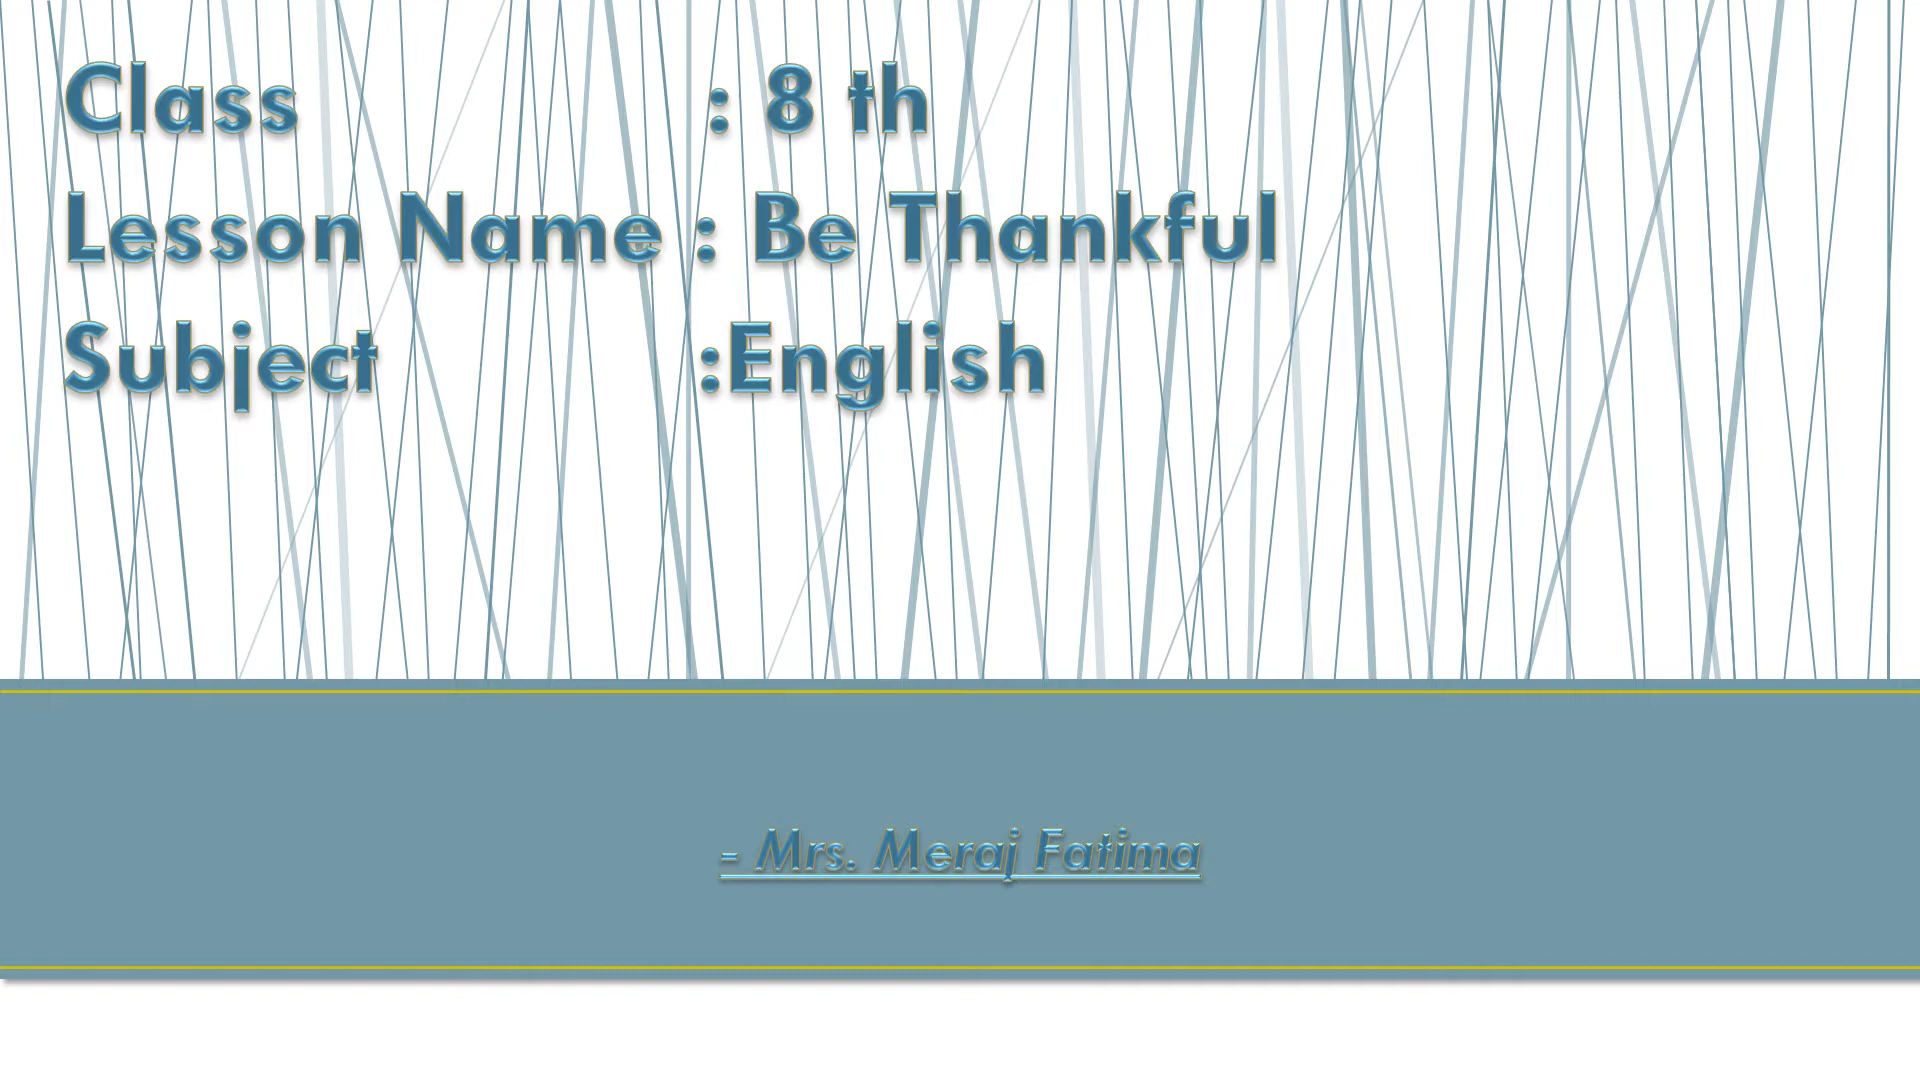 Class : 8 th
Lesson Name : Be Thankful
Subject :English
- Mrs. Meraj Fatima